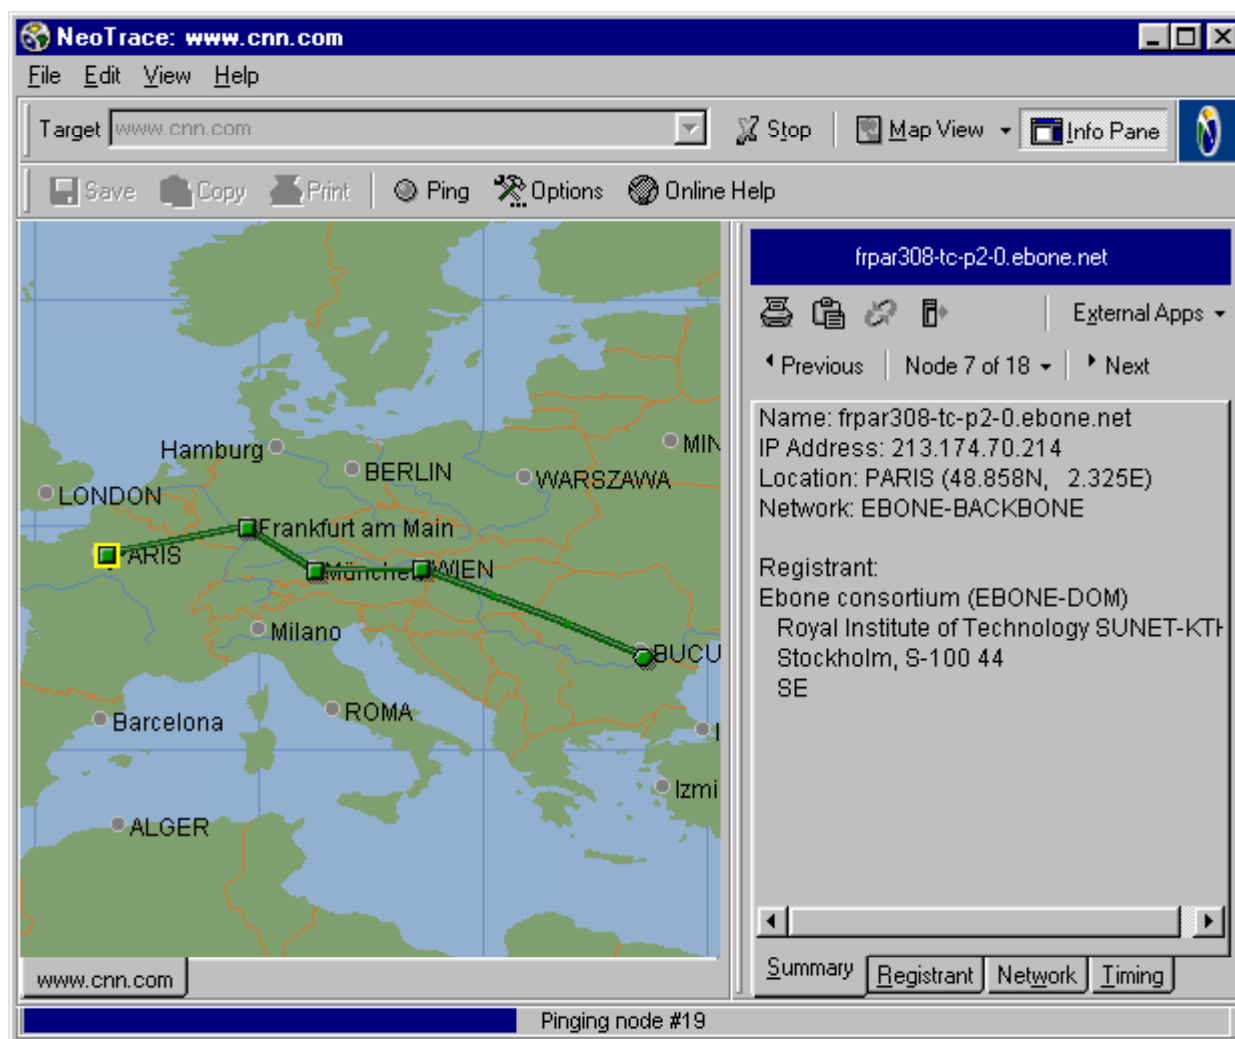 NeoTrace: www.cnn.com
File Edit View Help
Target www.cnn.com Stop Map View Info Pane
Save Copy Print Ping Options Online Help
frpar308-tc-p2-0.ebone.net
External Apps
Previous Node 7 of 18 Next
Name: frpar308-tc-p2-0.ebone.net
IP Address: 213.174.70.214
Location: PARIS (48.858N, 2.325E)
Network: EBONE-BACKBONE
Registrant:
Ebone consortium (EBONE-DOM)
Royal Institute of Technology SUNET-KTH
Stockholm, S-100 44
SE
Hamburg
BERLIN
MIN
WARSZAWA
LONDON
Frankfurt am Main
ARIS
Münche
WIEN
Milano
BUCU
Barcelona
ROMA
I
Izmi
ALGER
www.cnn.com
Summary Registrant Network Timing
Pinging node #19